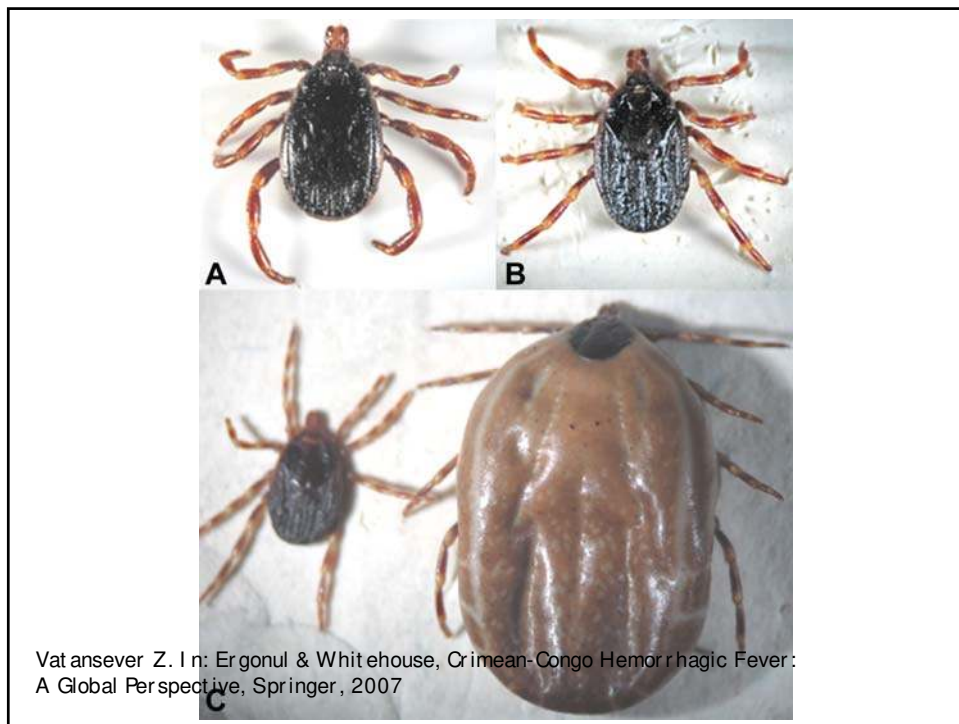 A
B
Vatansever Z. In: Ergonul & Whitehouse, Crimean-Congo Hemorrhagic Fever:
A Global Perspective, Springer, 2007
C